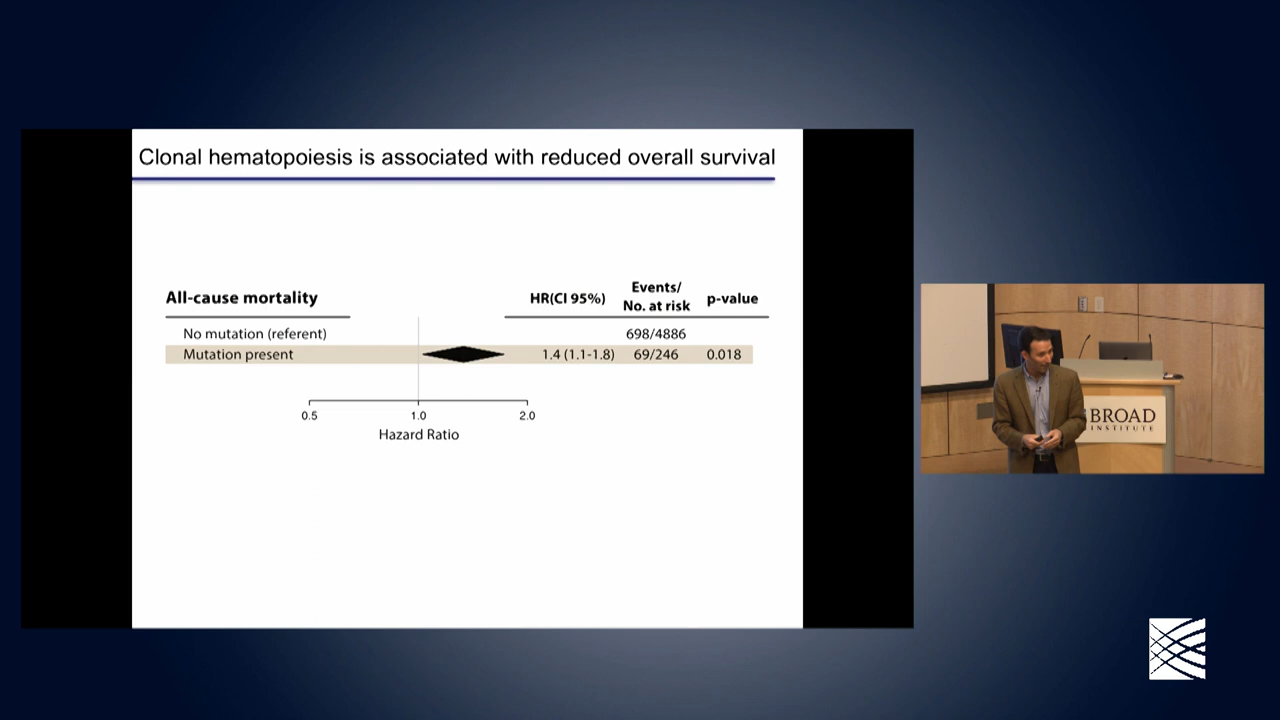 Clonal hematopoiesis is associated with reduced overall survival
All-cause mortality
HR(CI 95%)
Events/
No. at risk
p-value
No mutation (referent)
698/4886
Mutation present
1.4 (1.1-1.8)
69/246
0.018
0.5
1.0
2.0
Hazard Ratio
BROAD
INSTITUTE